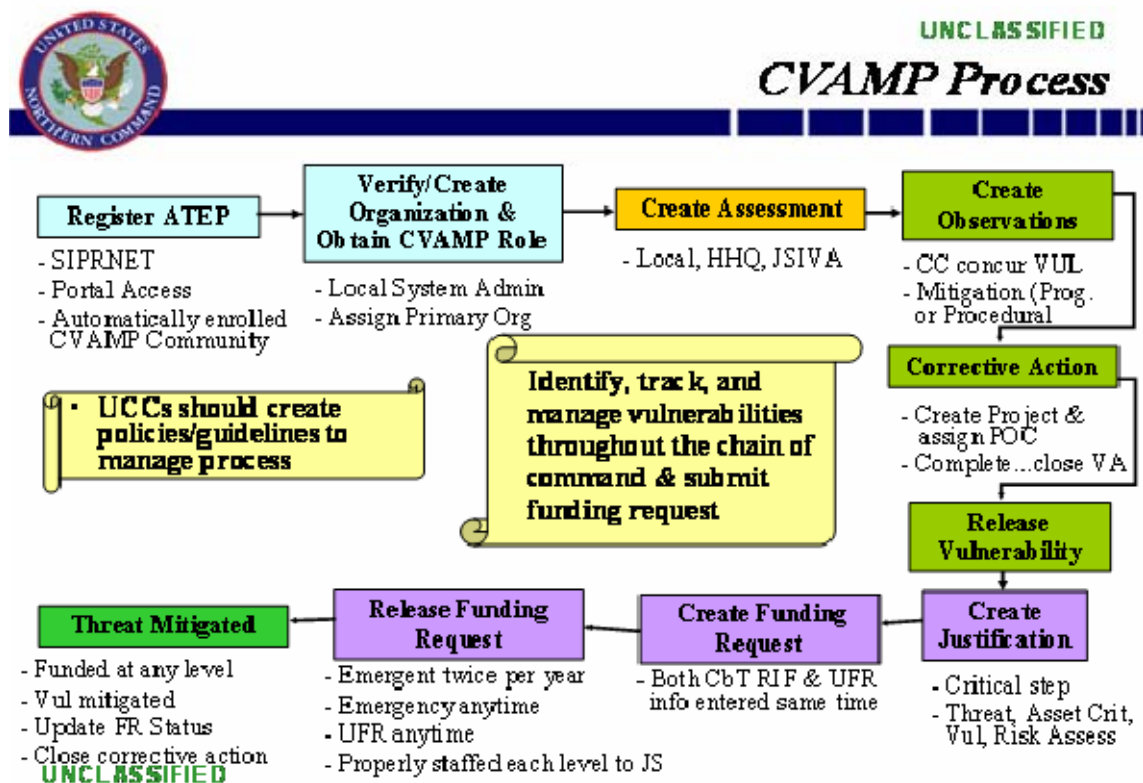 UNCLASSIFIED
UNITED STATES
NORTHERN COMMAND
CVAMP Process
Register ATEP
- SIPRNET
- Portal Access
- Automatically enrolled
CVAMP Community
Verify/Create
Organization &
Obtain CVAMP Role
- Local System Admin
- Assign Primary Org
Create Assessment
- Local, HHQ, JSIVA
Create
Observations
- CC concur VUL
- Mitigation (Prog.
or Procedural
• UCCs should create
policies/guidelines to
manage process
Identify, track, and
manage vulnerabilities
throughout the chain of
command & submit
funding request
Corrective Action
- Create Project &
assign POC
- Complete...close VA
Release
Vulnerability
Create
Justification
- Critical step
- Threat, Asset Crit,
Vul, Risk Assess
Create Funding
Request
- Both CbT RIF & UFR
info entered same time
Release Funding
Request
- Emergent twice per year
- Emergency anytime
- UFR anytime
- Properly staffed each level to JS
Threat Mitigated
- Funded at any level
- Vul mitigated
- Update FR Status
- Close corrective action
UNCLASSIFIED